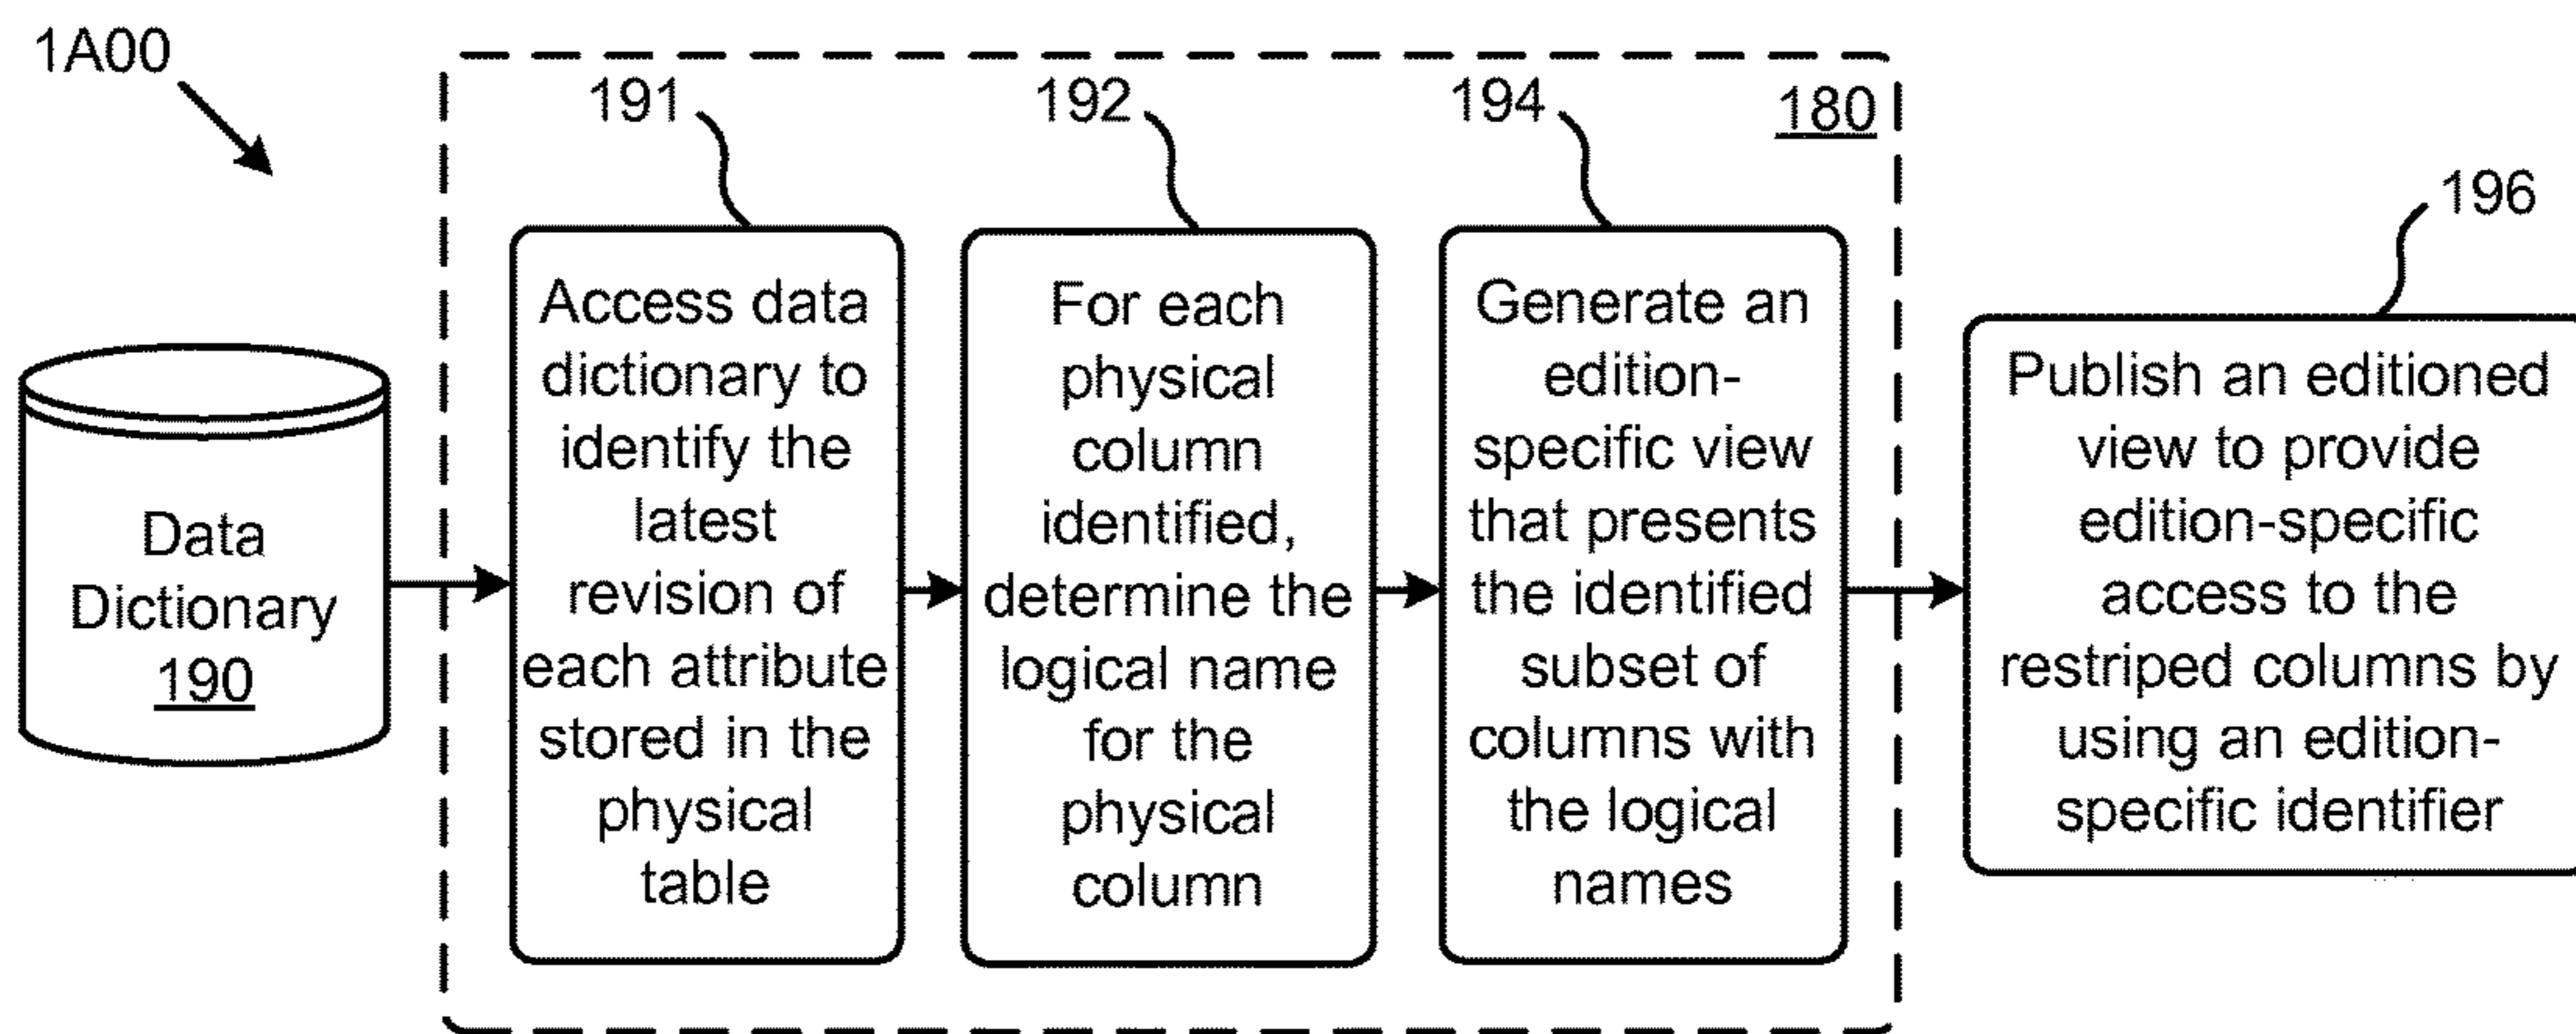 1A00
191
192
194
180
196
Data
Dictionary
190
Access data
dictionary to
identify the
latest
revision of
each attribute
stored in the
physical
table
For each
physical
column
identified,
determine the
logical name
for the
physical
column
Generate an
edition-
specific view
that presents
the identified
subset of
columns with
the logical
names
Publish an editioned
view to provide
edition-specific
access to the
restriped columns by
using an edition-
specific identifier